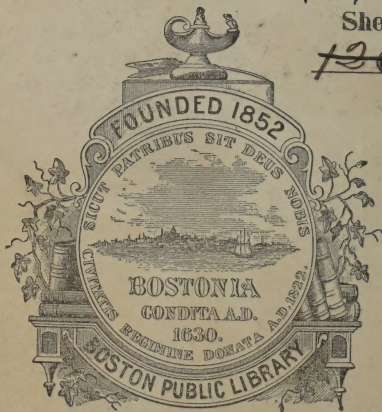 She
FOUNDED 1852
SICUT PATRIBUS SIT DEUS NOBIS
BOSTONIA
CONDITA A.D.
1630.
CIVITATIS REGIMINE DONATA A.D. 1822.
BOSTON PUBLIC LIBRARY